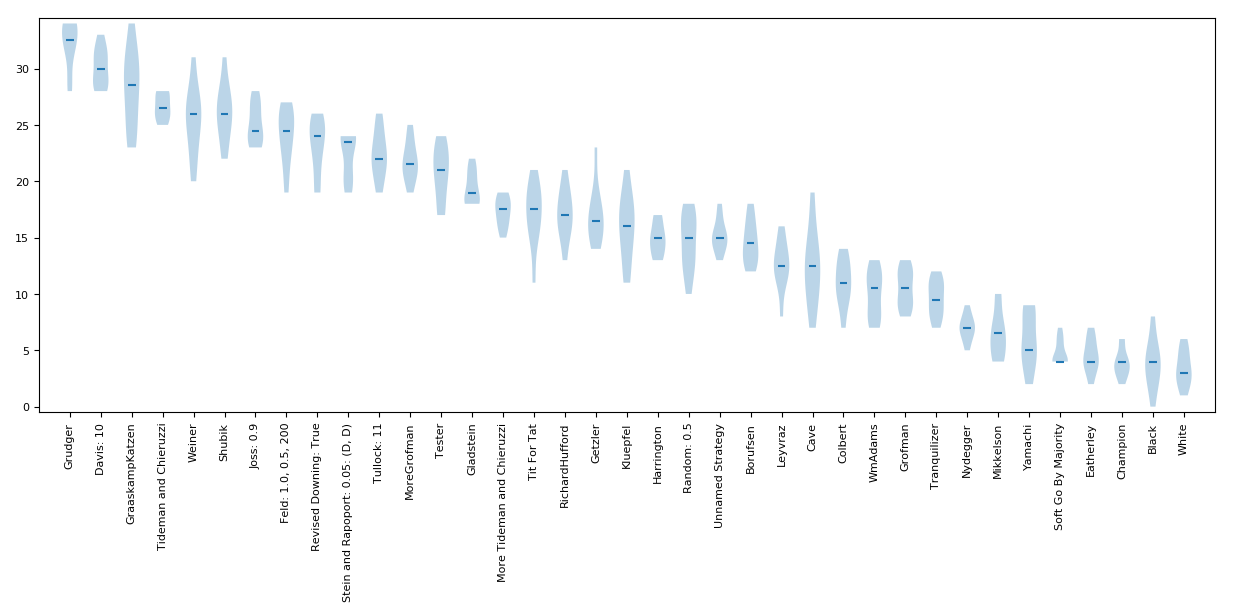 30
25
20
15
10
5
0
Grudger
Davis: 10
GraaskampKatzen
Tideman and Chieruzzi
Weiner
Shubik
Joss: 0.9
Feld: 1.0, 0.5, 200
Revised Downing: True
Stein and Rapoport: 0.05: (D, D)
Tullock: 11
MoreGrofman
Tester
Gladstein
More Tideman and Chieruzzi
Tit For Tat
RichardHufford
Getzler
Kluepfel
Harrington
Random: 0.5
Unnamed Strategy
Borufsen
Leyvraz
Cave
Colbert
WmAdams
Grofman
Tranquilizer
Nydegger
Mikkelson
Yamachi
Soft Go By Majority
Eatherley
Champion
Black
White